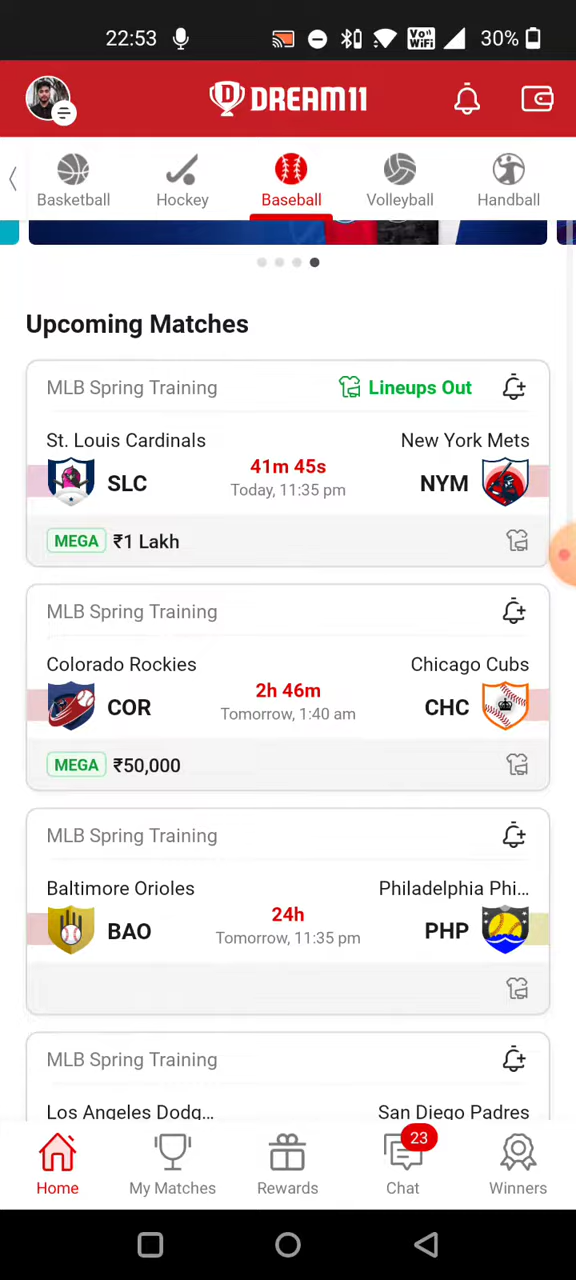 22:53
Vo))
WiFi
30%
DREAM11
Basketball
Hockey
Baseball
Volleyball
Handball
Upcoming Matches
MLB Spring Training
Lineups Out
St. Louis Cardinals
New York Mets
SLC
41m 45s
NYM
Today, 11:35 pm
MEGA ₹1 Lakh
MLB Spring Training
Colorado Rockies
Chicago Cubs
COR
2h 46m
CHC
Tomorrow, 1:40 am
MEGA ₹50,000
MLB Spring Training
Baltimore Orioles
Philadelphia Phi...
BAO
24h
PHP
Tomorrow, 11:35 pm
MLB Spring Training
Los Angeles Dodg...
San Diego Padres
23
Home
My Matches
Rewards
Chat
Winners